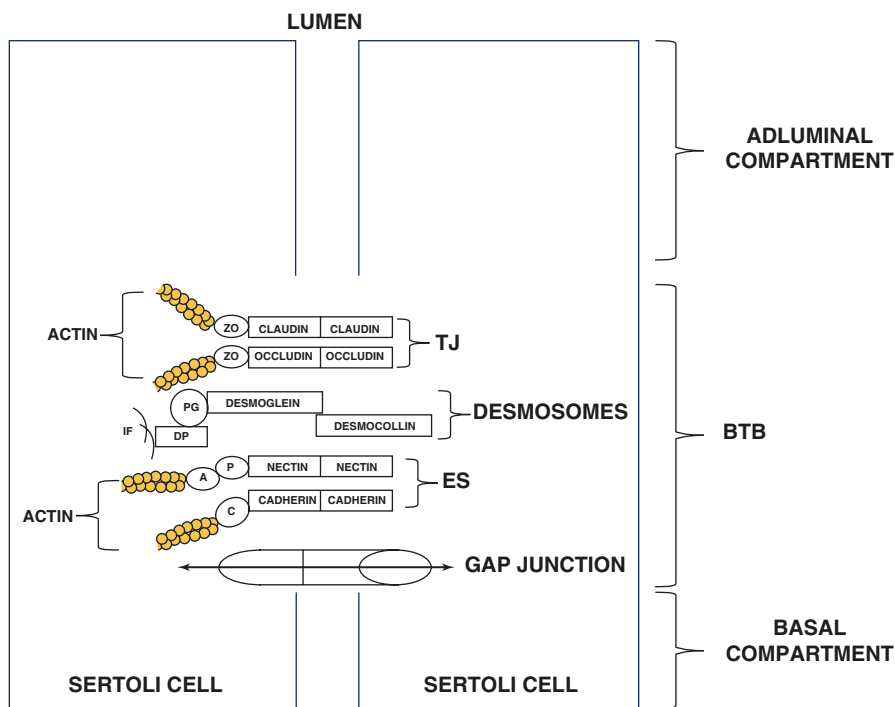 LUMEN
ADLUMINAL
COMPARTMENT
ACTIN
ZO
CLAUDIN
CLAUDIN
ZO
OCCLUDIN
OCCLUDIN
TJ
PG
DESMOGLEIN
IF
DP
DESMOCOLLIN
DESMOSOMES
BTB
P
NECTIN
NECTIN
A
ES
CADHERIN
CADHERIN
C
ACTIN
GAP JUNCTION
BASAL
COMPARTMENT
SERTOLI CELL
SERTOLI CELL